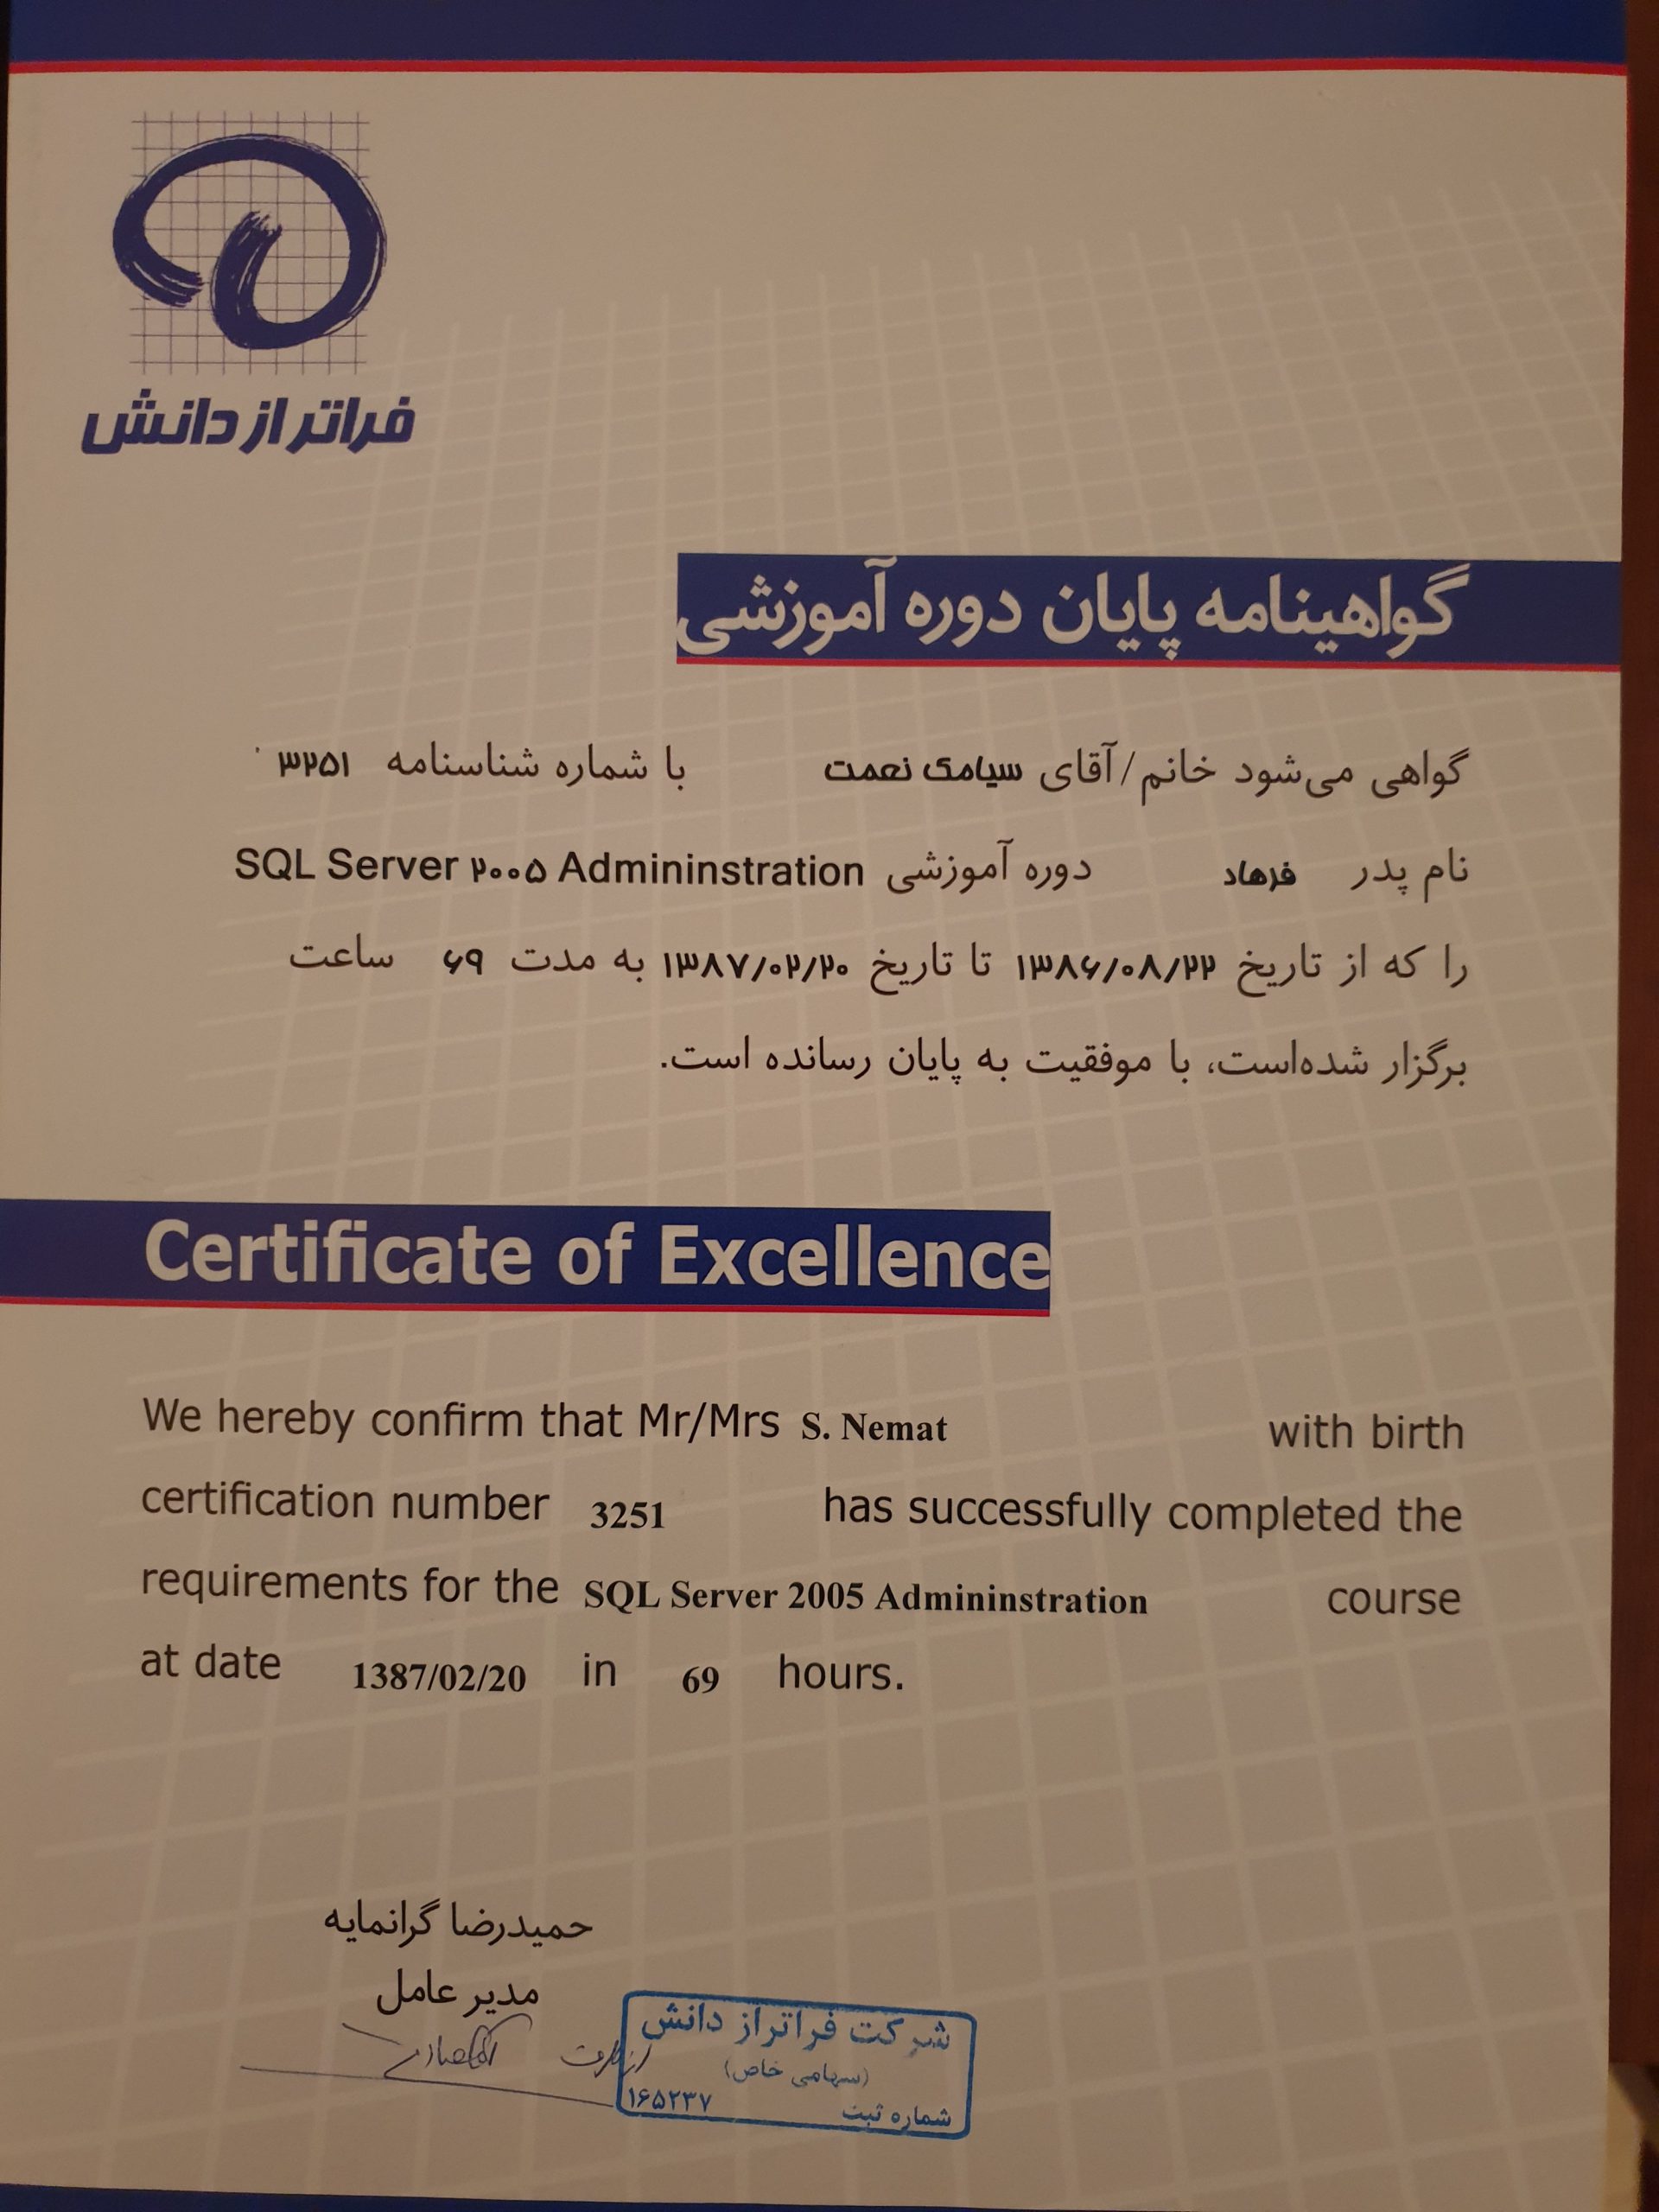 فراتر از دانش
گواهینامه پایان دوره آموزشی
گواهی می‌شود خانم/آقای سیامک نعمت با شماره شناسنامه ۳۲۵۱
نام پدر فرهاد دوره آموزشی SQL Server ۲۰۰۵ Admininstration
را که از تاریخ ۱۳۸۶/۰۸/۲۲ تا تاریخ ۱۳۸۷/۰۲/۲۰ به مدت ۶۹ ساعت
برگزار شده‌است، با موفقیت به پایان رسانده است.
Certificate of Excellence
We hereby confirm that Mr/Mrs S. Nemat with birth
certification number 3251 has successfully completed the
requirements for the SQL Server 2005 Admininstration course
at date 1387/02/20 in 69 hours.
حمیدرضا گرانمایه
مدیر عامل
از طرف
شرکت فراتر از دانش
(سهامی خاص)
شماره ثبت ۱۶۵۲۳۷